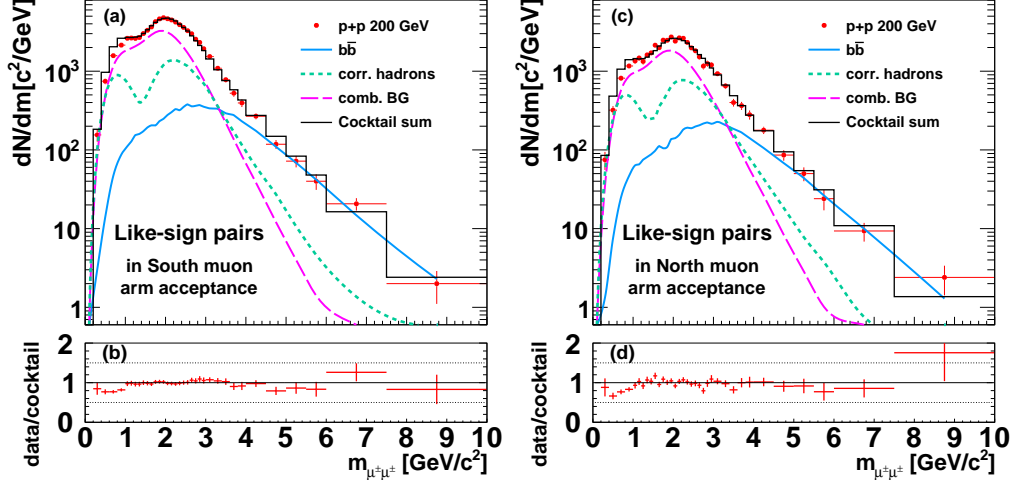 (a)
p+p 200 GeV
bb̅
corr. hadrons
comb. BG
Cocktail sum
Like-sign pairs
in South muon
arm acceptance
dN/dm[c²/GeV]
10³
10²
10
1
(b)
data/cocktail
2
1
0
0 1 2 3 4 5 6 7 8 9 10
m_μ±μ± [GeV/c²]
(c)
p+p 200 GeV
bb̅
corr. hadrons
comb. BG
Cocktail sum
Like-sign pairs
in North muon
arm acceptance
dN/dm[c²/GeV]
10³
10²
10
1
(d)
data/cocktail
2
1
0
0 1 2 3 4 5 6 7 8 9 10
m_μ±μ± [GeV/c²]